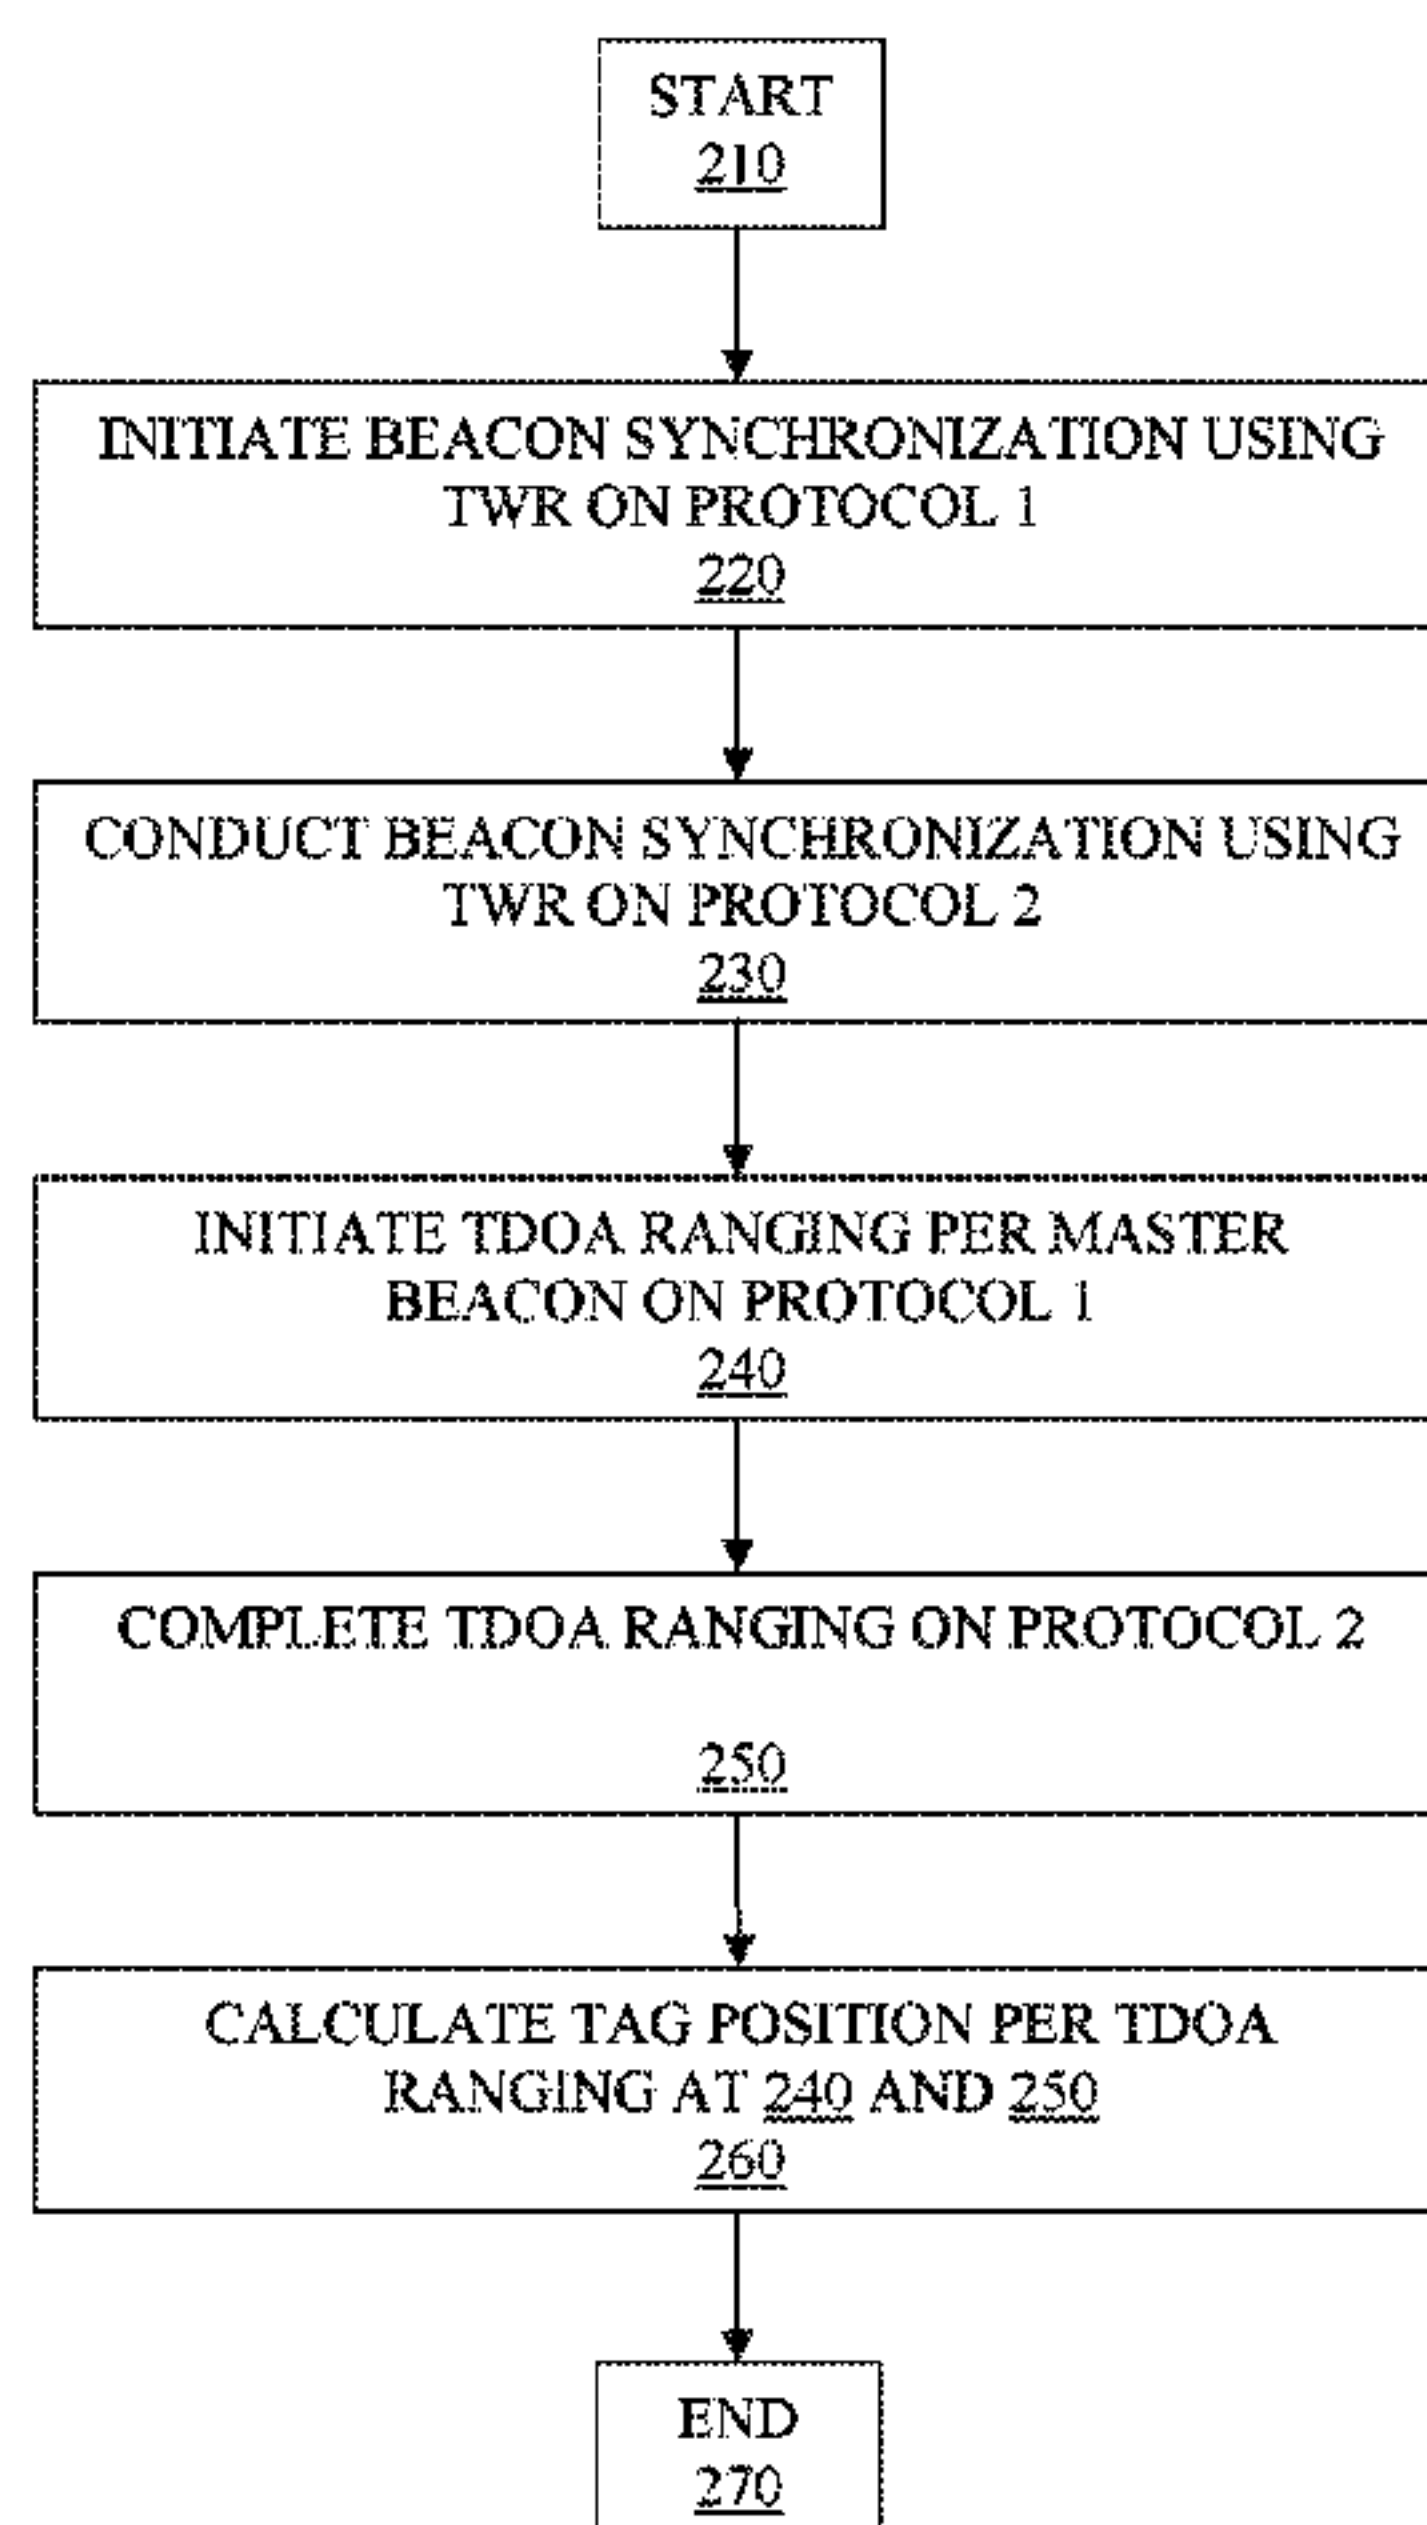 START
210
INITIATE BEACON SYNCHRONIZATION USING
TWR ON PROTOCOL 1
220
CONDUCT BEACON SYNCHRONIZATION USING
TWR ON PROTOCOL 2
230
INITIATE TDOA RANGING PER MASTER
BEACON ON PROTOCOL 1
240
COMPLETE TDOA RANGING ON PROTOCOL 2
250
CALCULATE TAG POSITION PER TDOA
RANGING AT 240 AND 250
260
END
270